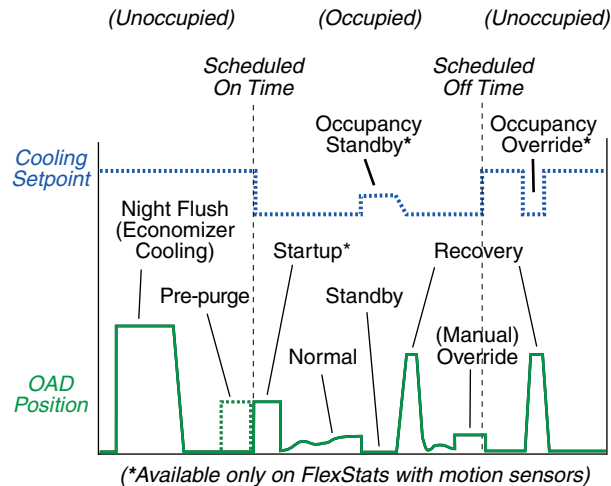 (Unoccupied) (Occupied) (Unoccupied)
Scheduled
On Time
Scheduled
Off Time
Cooling
Setpoint
Occupancy
Standby*
Occupancy
Override*
Night Flush
(Economizer
Cooling)
Pre-purge
Startup*
Normal
Standby
Recovery
(Manual)
Override
OAD
Position
(*Available only on FlexStats with motion sensors)